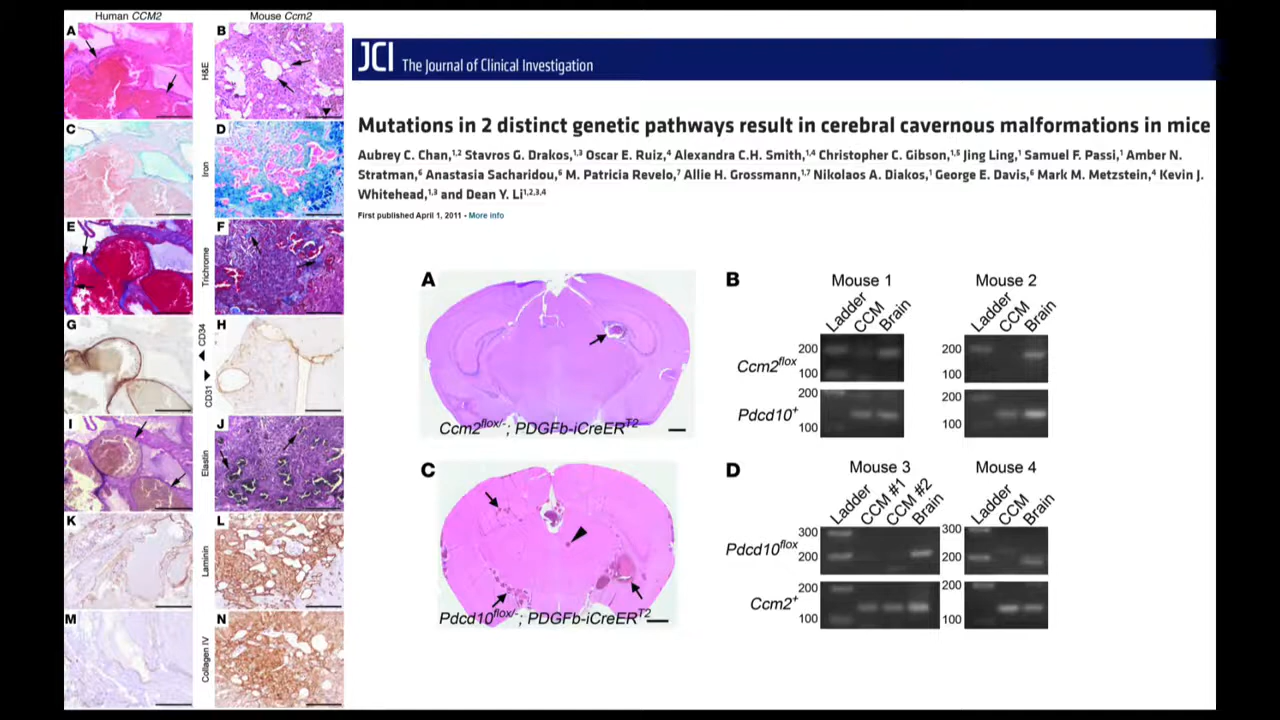 Human CCM2
Mouse Ccm2
A
B
H&E
C
D
Iron
E
F
Trichrome
G
H
CD31
CD34
I
J
Elastin
K
L
Laminin
M
N
Collagen IV
JCI The Journal of Clinical Investigation
Mutations in 2 distinct genetic pathways result in cerebral cavernous malformations in mice
Aubrey C. Chan,1,2 Stavros G. Drakos,1,3 Oscar E. Ruiz,4 Alexandra C.H. Smith,1,4 Christopher C. Gibson,1,5 Jing Ling,1 Samuel F. Passi,1 Amber N.
Stratman,6 Anastasia Sacharidou,6 M. Patricia Revelo,7 Allie H. Grossmann,1,7 Nikolaos A. Diakos,1 George E. Davis,6 Mark M. Metzstein,4 Kevin J.
Whitehead,1,3 and Dean Y. Li1,2,3,4
First published April 1, 2011 - More info
A
Ccm2flox/-; PDGFb-iCreERT2
B
Mouse 1
Mouse 2
Ladder
CCM
Brain
Ladder
CCM
Brain
Ccm2flox
200
100
200
100
Pdcd10+
200
100
200
100
C
Pdcd10flox/-; PDGFb-iCreERT2
D
Mouse 3
Mouse 4
Ladder
CCM #1
CCM #2
Brain
Ladder
CCM
Brain
Pdcd10flox
300
200
300
200
Ccm2+
200
100
200
100